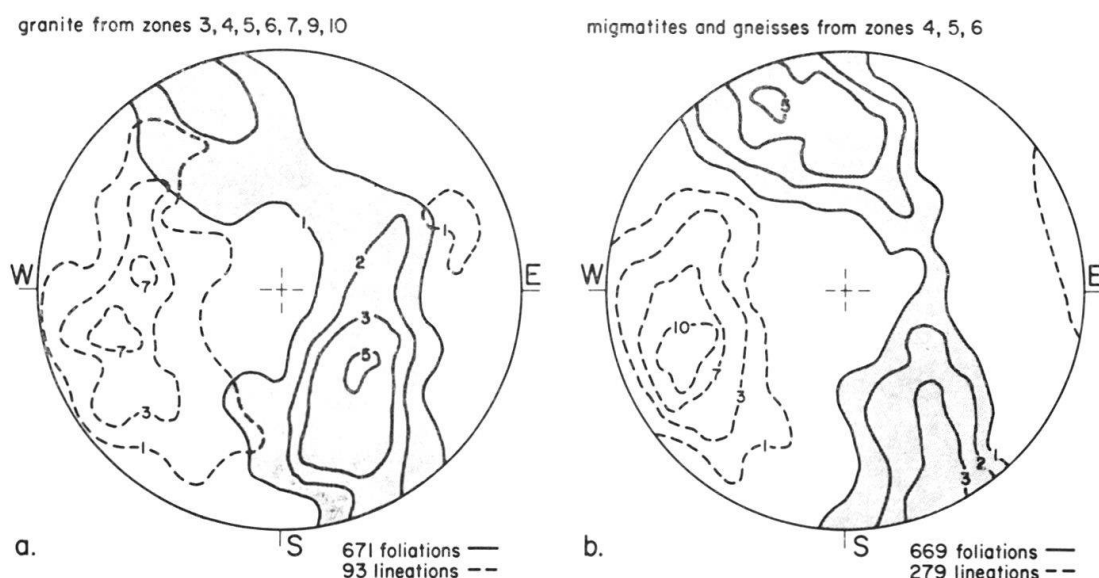 granite from zones 3, 4, 5, 6, 7, 9, 10
W
E
S
1
2
3
5
1
7
7
3
1
a.
671 foliations
93 lineations
migmatites and gneisses from zones 4, 5, 6
W
E
S
5
10
7
3
1
1
2
3
b.
669 foliations
279 lineations